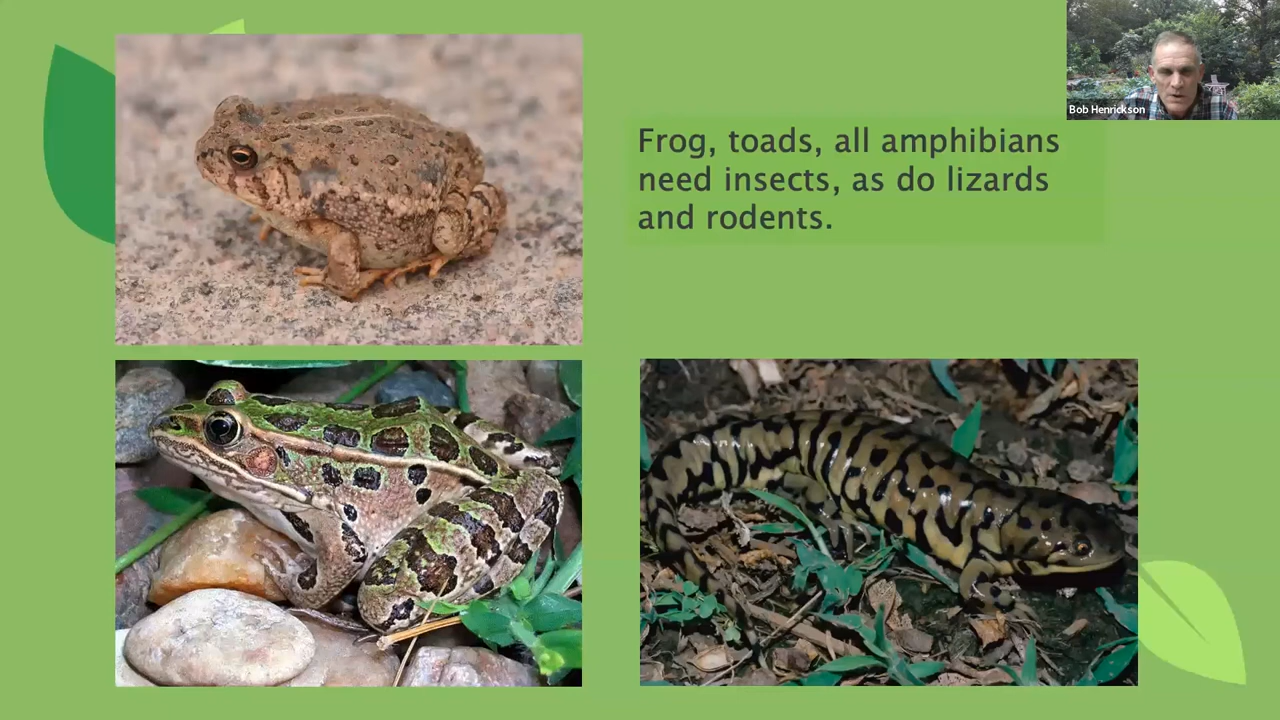 Bob Henrickson
Frog, toads, all amphibians
need insects, as do lizards
and rodents.